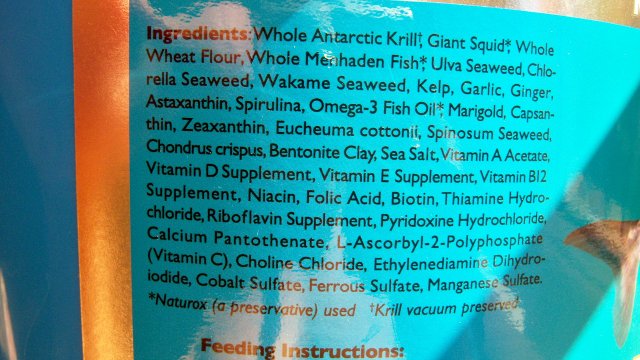 Ingredients: Whole Antarctic Krill†, Giant Squid*, Whole
Wheat Flour, Whole Menhaden Fish*, Ulva Seaweed, Chlo-
rella Seaweed, Wakame Seaweed, Kelp, Garlic, Ginger,
Astaxanthin, Spirulina, Omega-3 Fish Oil*, Marigold, Capsan-
thin, Zeaxanthin, Eucheuma cottonii, Spinosum Seaweed,
Chondrus crispus, Bentonite Clay, Sea Salt, Vitamin A Acetate,
Vitamin D Supplement, Vitamin E Supplement, Vitamin B12
Supplement, Niacin, Folic Acid, Biotin, Thiamine Hydro-
chloride, Riboflavin Supplement, Pyridoxine Hydrochloride,
Calcium Pantothenate, L-Ascorbyl-2-Polyphosphate
(Vitamin C), Choline Chloride, Ethylenediamine Dihydro-
iodide, Cobalt Sulfate, Ferrous Sulfate, Manganese Sulfate.
*Naturox (a preservative) used †Krill vacuum preserved
Feeding Instructions: